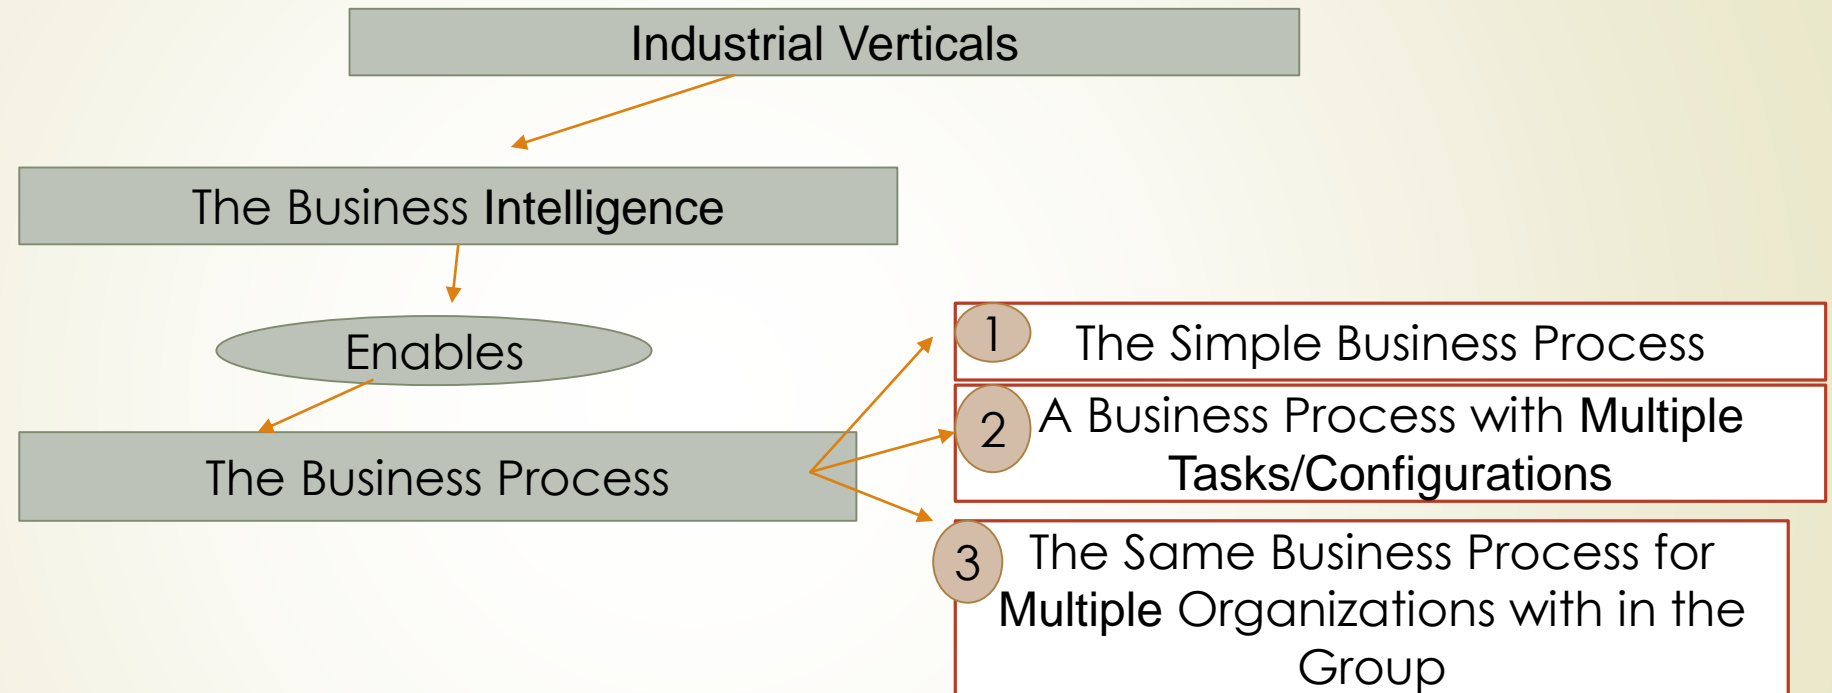 Industrial Verticals
The Business Intelligence
Enables
The Business Process
1
The Simple Business Process
2
A Business Process with Multiple
Tasks/Configurations
3
The Same Business Process for
Multiple Organizations with in the
Group